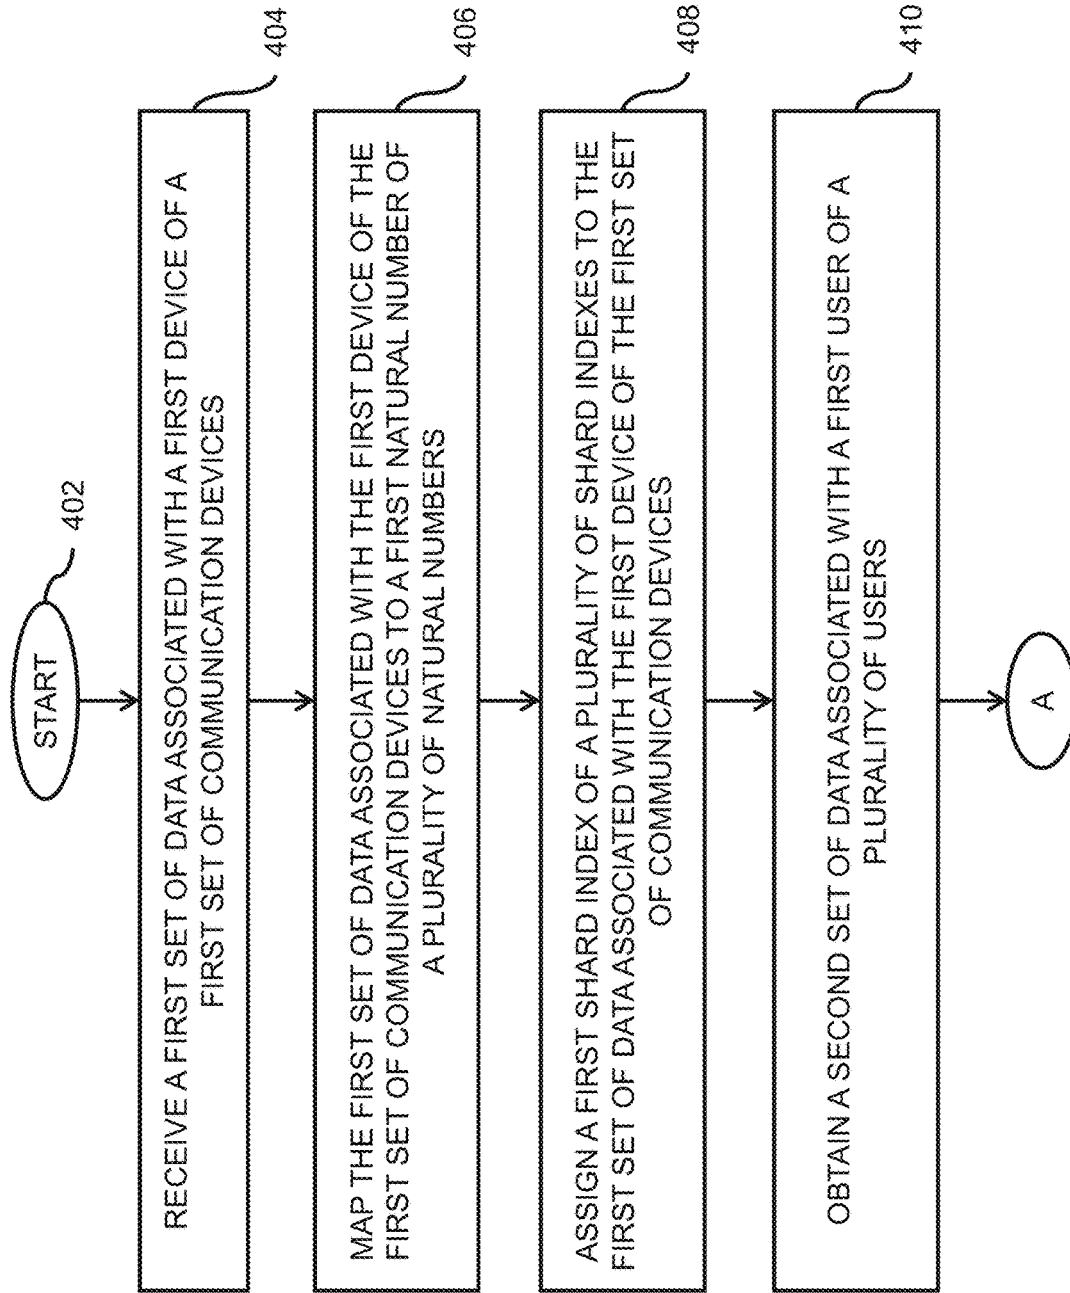 START
402
RECEIVE A FIRST SET OF DATA ASSOCIATED WITH A FIRST DEVICE OF A
FIRST SET OF COMMUNICATION DEVICES
404
MAP THE FIRST SET OF DATA ASSOCIATED WITH THE FIRST DEVICE OF THE
FIRST SET OF COMMUNICATION DEVICES TO A FIRST NATURAL NUMBER OF
A PLURALITY OF NATURAL NUMBERS
406
ASSIGN A FIRST SHARD INDEX OF A PLURALITY OF SHARD INDEXES TO THE
FIRST SET OF DATA ASSOCIATED WITH THE FIRST DEVICE OF THE FIRST SET
OF COMMUNICATION DEVICES
408
OBTAIN A SECOND SET OF DATA ASSOCIATED WITH A FIRST USER OF A
PLURALITY OF USERS
410
A